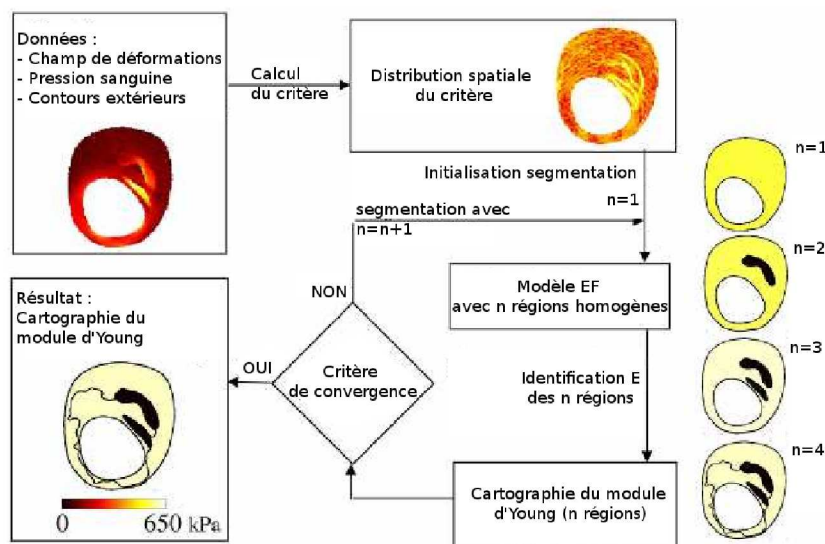 Données :
- Champ de déformations
- Pression sanguine
- Contours extérieurs
Calcul
du critère
Distribution spatiale
du critère
Initialisation segmentation
n=1
segmentation avec
n=n+1
NON
Modèle EF
avec n régions homogènes
Résultat :
Cartographie du
module d'Young
OUI
Critère
de convergence
Identification E
des n régions
Cartographie du module
d'Young (n régions)
0
650 kPa
n=1
n=2
n=3
n=4